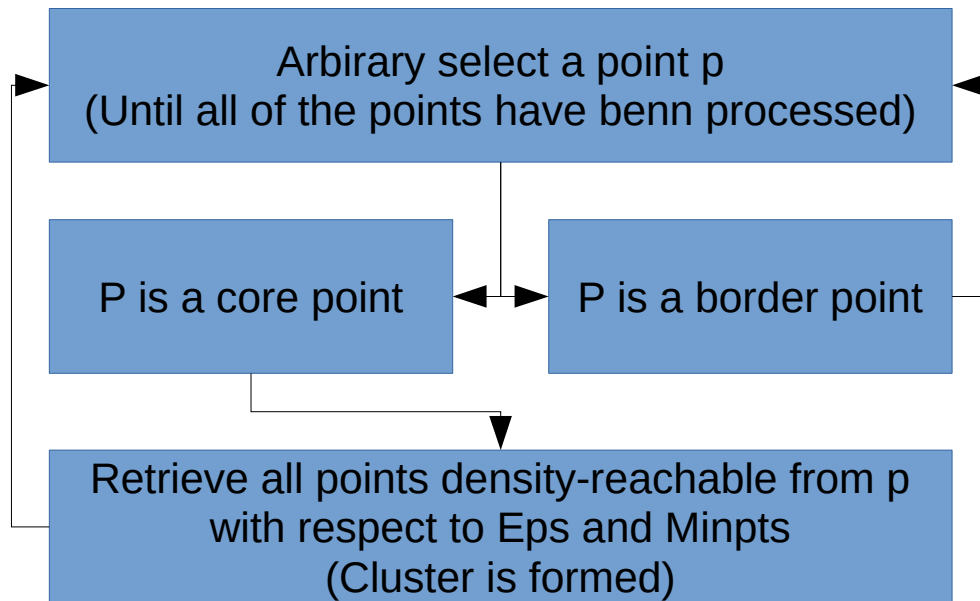 Arbirary select a point p
(Until all of the points have benn processed)
P is a core point
P is a border point
Retrieve all points density-reachable from p
with respect to Eps and Minpts
(Cluster is formed)